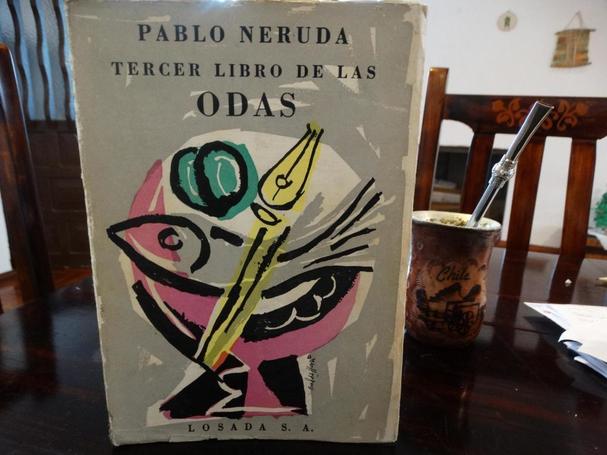 PABLO NERUDA
TERCER LIBRO DE LAS
ODAS
LOSADA S. A.
Chile